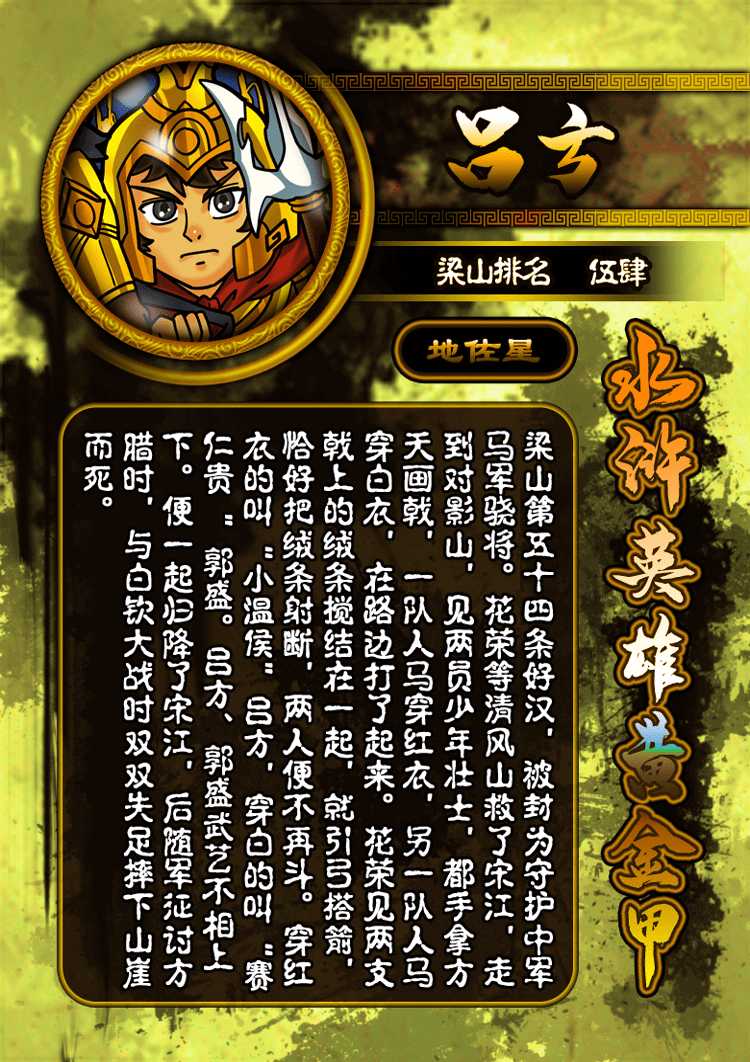 吕方
梁山排名 伍肆
地佐星
水浒英雄黄金甲
梁山第五十四条好汉，被封为守护中军
马军骁将。花荣等清风山救了宋江，走
到对影山，见两员少年壮士，都手拿方
天画戟，一队人马穿红衣，另一队人马
穿白衣，在路边打了起来。花荣见两支
戟上的绒条搅结在一起，就引弓搭箭，
恰好把绒条射断，两人便不再斗。穿红
衣的叫“小温侯”吕方，穿白的叫“赛
仁贵”郭盛。吕方、郭盛武艺不相上
下。便一起归降了宋江，后随军征讨方
腊时，与白钦大战时双双失足摔下山崖
而死。